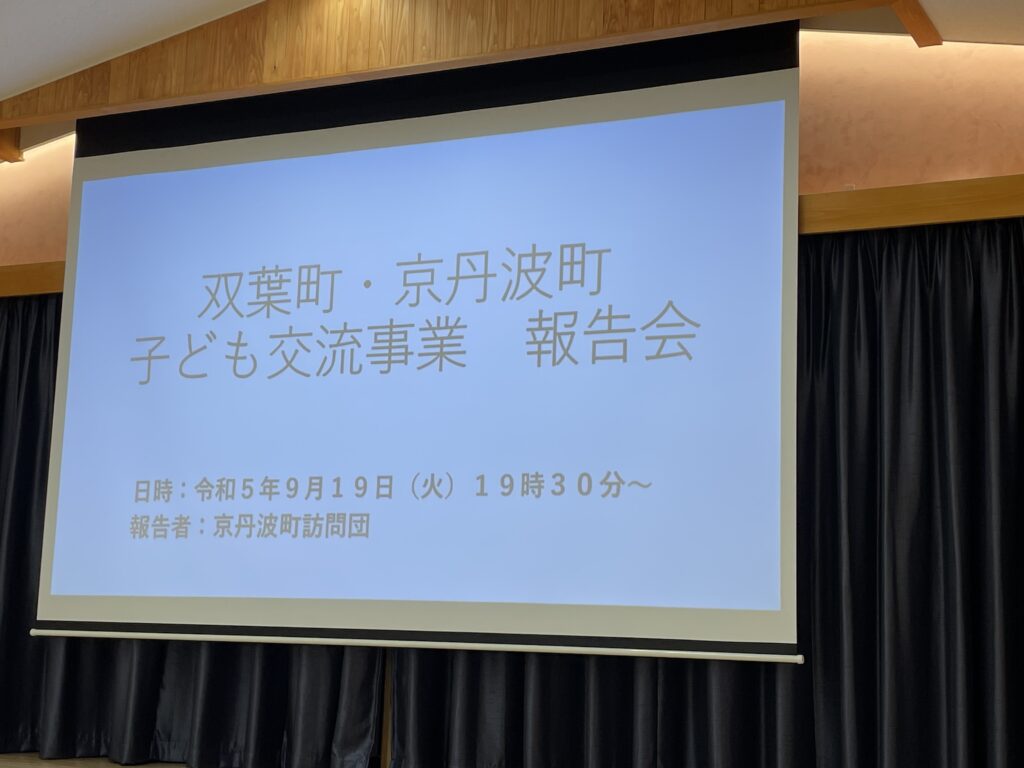 双葉町・京丹波町
子ども交流事業　報告会
日時：令和５年９月１９日（火）１９時３０分～
報告者：京丹波町訪問団